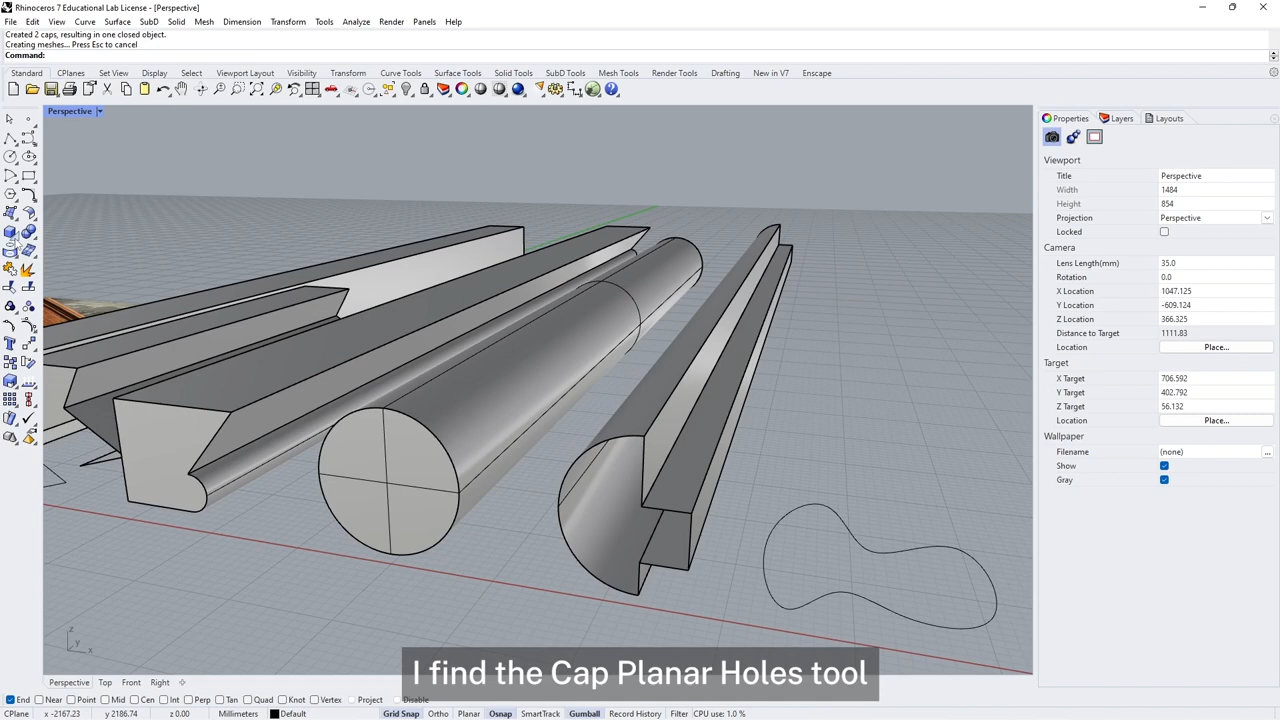 Rhinoceros 7 Educational Lab License - [Perspective]
File Edit View Curve Surface SubD Solid Mesh Dimension Transform Tools Analyze Render Panels Help
Created 2 caps, resulting in one closed object.
Creating meshes... Press Esc to cancel
Command:
Standard CPlanes Set View Display Select Viewport Layout Visibility Transform Curve Tools Surface Tools Solid Tools SubD Tools Mesh Tools Render Tools Drafting New in V7 Enscape
Perspective
Properties Layers Layouts
Viewport
Title Perspective
Width 1484
Height 854
Projection Perspective
Locked
Camera
Lens Length(mm) 35.0
Rotation 0.0
X Location 1047.125
Y Location -609.124
Z Location 366.325
Distance to Target 1111.83
Location Place...
Target
X Target 706.592
Y Target 402.792
Z Target 56.132
Location Place...
Wallpaper
Filename (none) ...
Show
Gray
z
y
x
I find the Cap Planar Holes tool
Perspective Top Front Right
End Near Point Mid Cen Int Perp Tan Quad Knot Vertex Project Disable
CPlane x -2167.23 y 2186.74 z 0.00 Millimeters Default Grid Snap Ortho Planar Osnap SmartTrack Gumball Record History Filter CPU use: 1.0 %